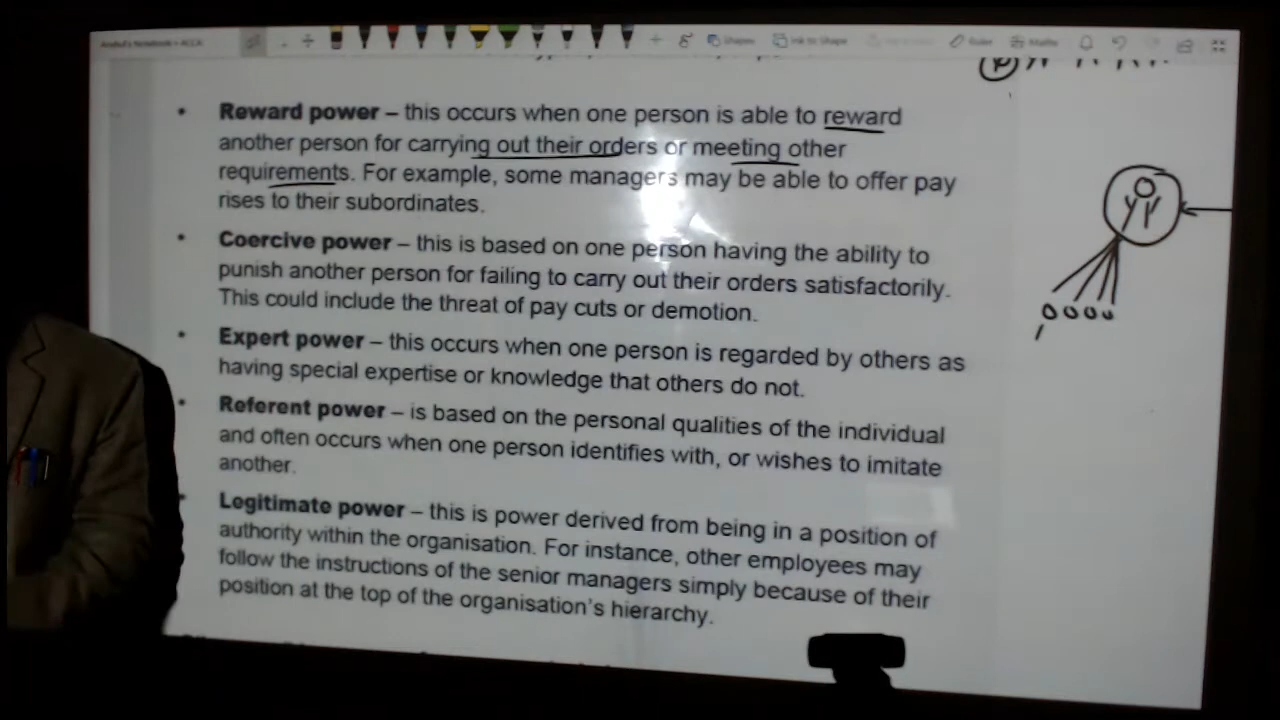 Shapes Ink to Shape Ruler Maths
• Reward power – this occurs when one person is able to reward
another person for carrying out their orders or meeting other
requirements. For example, some managers may be able to offer pay
rises to their subordinates.
• Coercive power – this is based on one person having the ability to
punish another person for failing to carry out their orders satisfactorily.
This could include the threat of pay cuts or demotion.
• Expert power – this occurs when one person is regarded by others as
having special expertise or knowledge that others do not.
• Referent power – is based on the personal qualities of the individual
and often occurs when one person identifies with, or wishes to imitate
another.
• Legitimate power – this is power derived from being in a position of
authority within the organisation. For instance, other employees may
follow the instructions of the senior managers simply because of their
position at the top of the organisation's hierarchy.